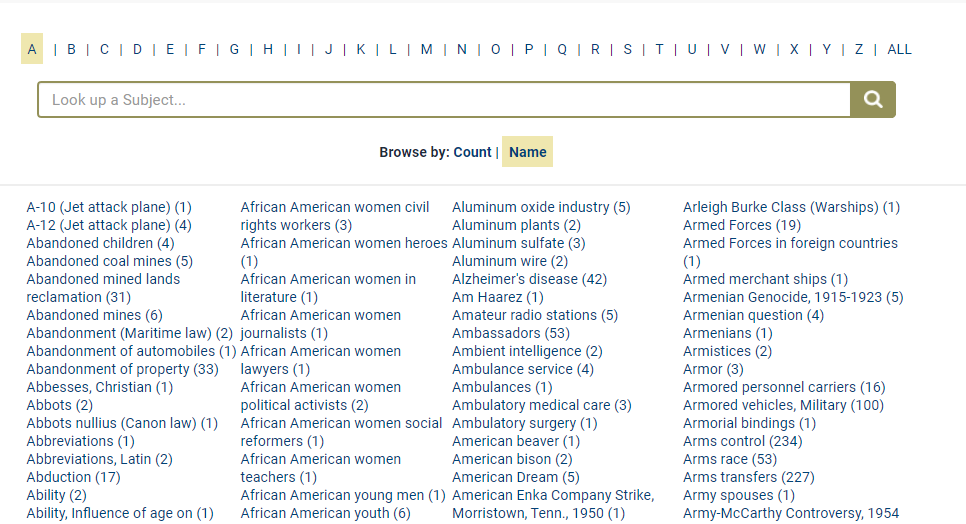 A | B | C | D | E | F | G | H | I | J | K | L | M | N | O | P | Q | R | S | T | U | V | W | X | Y | Z | ALL
Look up a Subject...
Browse by: Count | Name
A-10 (Jet attack plane) (1)
A-12 (Jet attack plane) (4)
Abandoned children (4)
Abandoned coal mines (5)
Abandoned mined lands
reclamation (31)
Abandoned mines (6)
Abandonment (Maritime law) (2)
Abandonment of automobiles (1)
Abandonment of property (33)
Abbesses, Christian (1)
Abbots (2)
Abbots nullius (Canon law) (1)
Abbreviations (1)
Abbreviations, Latin (2)
Abduction (17)
Ability (2)
Ability, Influence of age on (1)
African American women civil
rights workers (3)
African American women heroes
(1)
African American women in
literature (1)
African American women
journalists (1)
African American women
lawyers (1)
African American women
political activists (2)
African American women social
reformers (1)
African American women
teachers (1)
African American young men (1)
African American youth (6)
Aluminum oxide industry (5)
Aluminum plants (2)
Aluminum sulfate (3)
Aluminum wire (2)
Alzheimer's disease (42)
Am Haarez (1)
Amateur radio stations (5)
Ambassadors (53)
Ambient intelligence (2)
Ambulance service (4)
Ambulances (1)
Ambulatory medical care (3)
Ambulatory surgery (1)
American beaver (1)
American bison (2)
American Dream (5)
American Enka Company Strike,
Morristown, Tenn., 1950 (1)
Arleigh Burke Class (Warships) (1)
Armed Forces (19)
Armed Forces in foreign countries
(1)
Armed merchant ships (1)
Armenian Genocide, 1915-1923 (5)
Armenian question (4)
Armenians (1)
Armistices (2)
Armor (3)
Armored personnel carriers (16)
Armored vehicles, Military (100)
Armorial bindings (1)
Arms control (234)
Arms race (53)
Arms transfers (227)
Army spouses (1)
Army-McCarthy Controversy, 1954